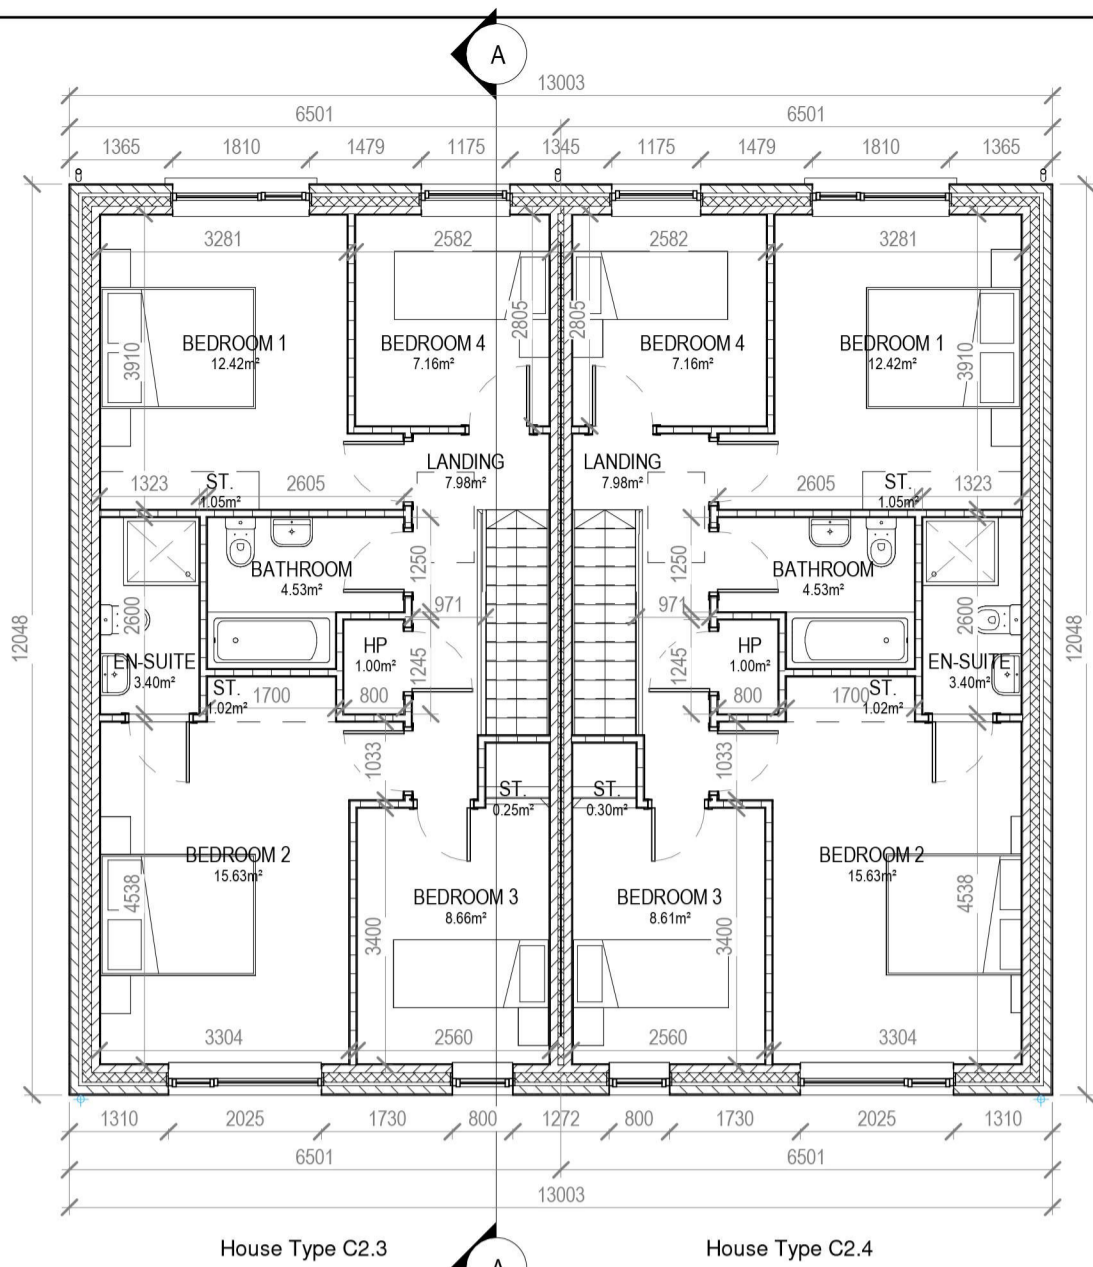 A
13003
6501 6501
1365 1810 1479 1175 1345 1175 1479 1810 1365
3281 2582 2582 3281
2805 2805
BEDROOM 1 BEDROOM 4 BEDROOM 4 BEDROOM 1
12.42m² 7.16m² 7.16m² 12.42m²
3910 3910
LANDING LANDING
7.98m² 7.98m²
ST. ST.
1323 1.05m² 2605 2605 1.05m² 1323
1250 1250
BATHROOM BATHROOM
4.53m² 4.53m²
2600 971 971 2600
12048 12048
HP HP
1.00m² 1.00m²
EN-SUITE 1245 1245 EN-SUITE
3.40m² 3.40m²
ST. ST.
1.02m² 1700 800 800 1700 1.02m²
1033 1033
ST. ST.
0.25m² 0.30m²
BEDROOM 2 BEDROOM 2
15.63m² 15.63m²
4538 4538
BEDROOM 3 BEDROOM 3
8.66m² 8.61m²
3400 3400
3304 2560 2560 3304
1310 2025 1730 800 1272 800 1730 2025 1310
6501 6501
13003
House Type C2.3 House Type C2.4
A